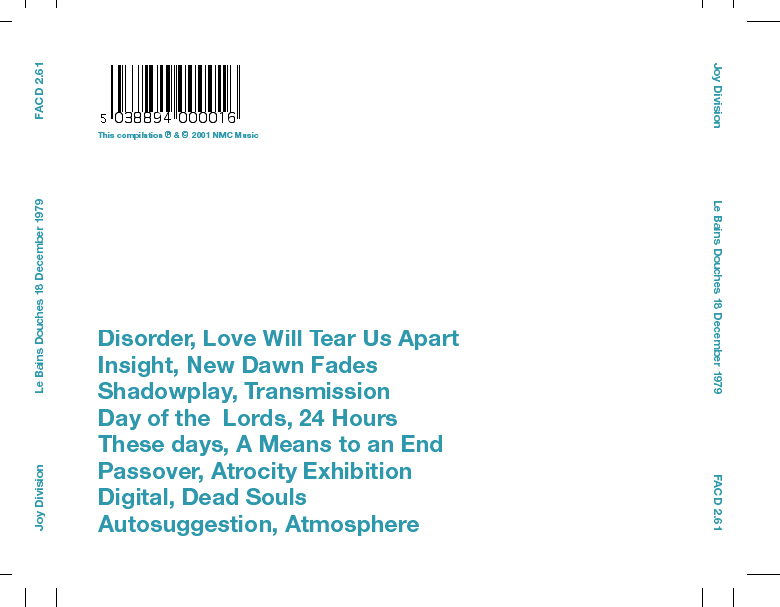 FACD 2.61
Le Bains Douches 18 December 1979
Joy Division
5 038894 000016
This compilation ℗ & © 2001 NMC Music
Disorder, Love Will Tear Us Apart
Insight, New Dawn Fades
Shadowplay, Transmission
Day of the  Lords, 24 Hours
These days, A Means to an End
Passover, Atrocity Exhibition
Digital, Dead Souls
Autosuggestion, Atmosphere
Joy Division
Le Bains Douches 18 December 1979
FACD 2.61